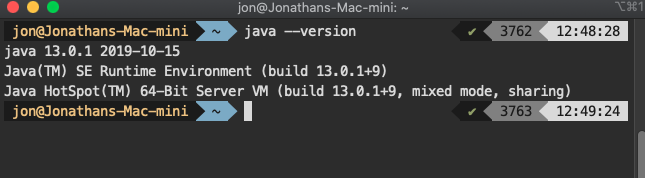 jon@Jonathans-Mac-mini: ~ ⌥⌘1
jon@Jonathans-Mac-mini ~ java --version ✔ 3762 12:48:28
java 13.0.1 2019-10-15
Java(TM) SE Runtime Environment (build 13.0.1+9)
Java HotSpot(TM) 64-Bit Server VM (build 13.0.1+9, mixed mode, sharing)
jon@Jonathans-Mac-mini ~ ✔ 3763 12:49:24